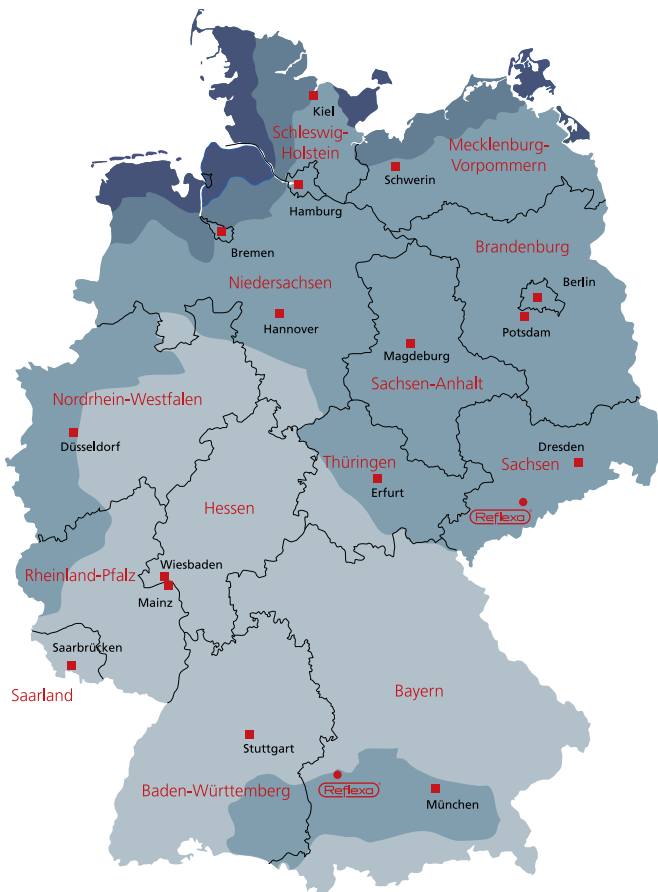 Kiel
Schleswig-
Holstein
Mecklenburg-
Vorpommern
Schwerin
Hamburg
Bremen
Brandenburg
Niedersachsen
Berlin
Hannover
Potsdam
Magdeburg
Sachsen-Anhalt
Nordrhein-Westfalen
Düsseldorf
Dresden
Thüringen
Sachsen
Erfurt
Hessen
Reflexa®
Wiesbaden
Rheinland-Pfalz
Mainz
Saarbrücken
Saarland
Bayern
Stuttgart
Baden-Württemberg
Reflexa®
München